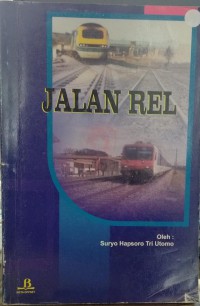 JALAN REL
Oleh :
Suryo Hapsoro Tri Utomo